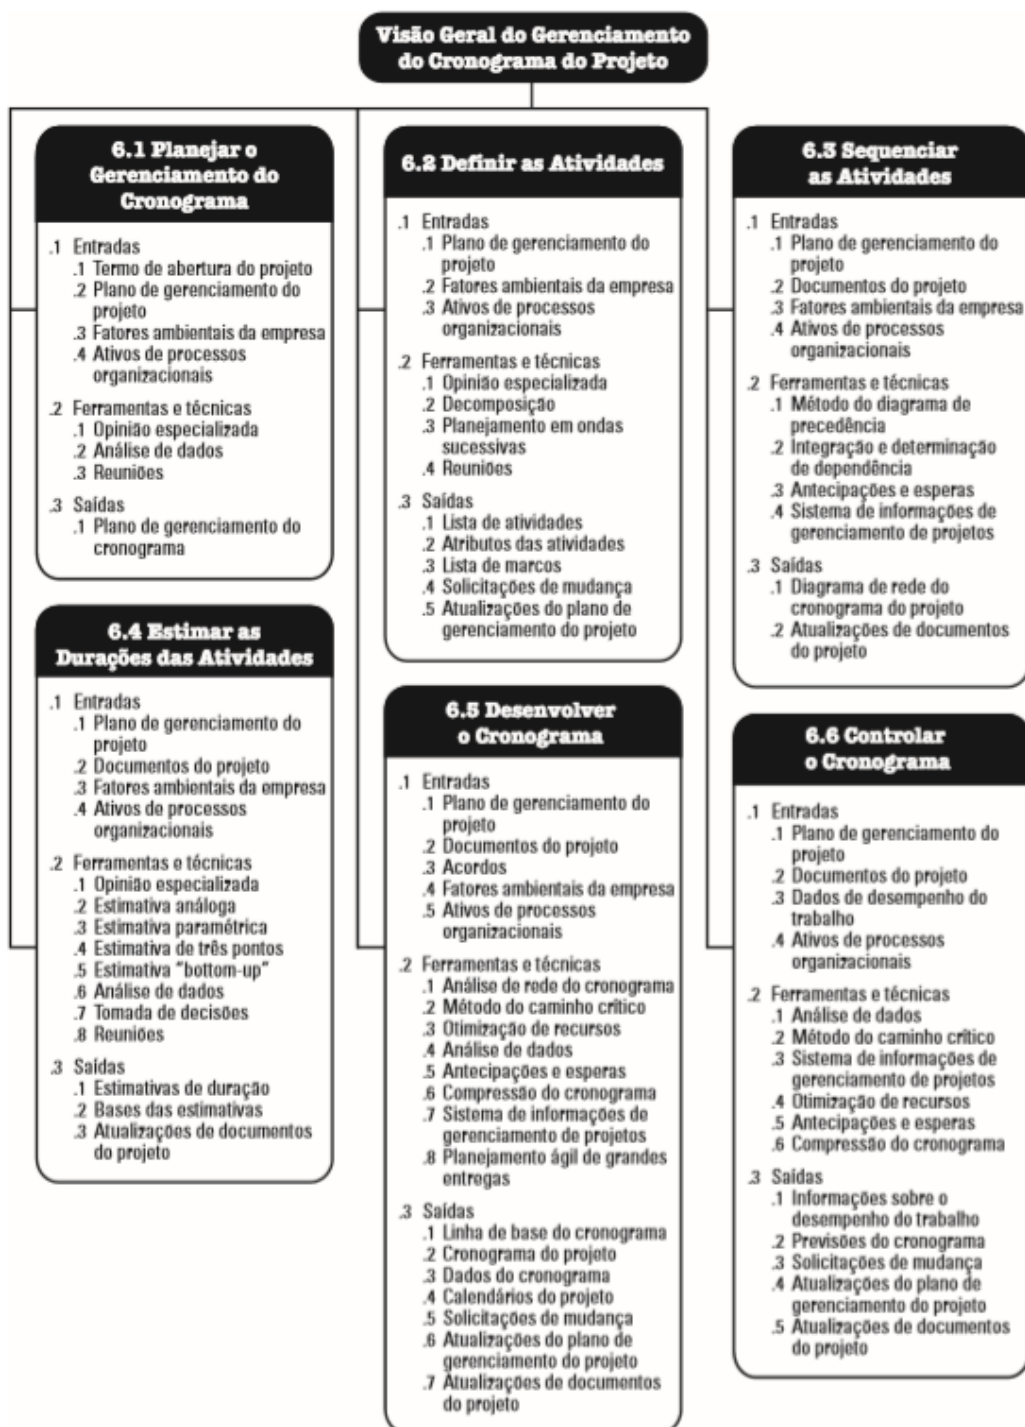 Visão Geral do Gerenciamento
do Cronograma do Projeto
6.1 Planejar o
Gerenciamento do
Cronograma
.1 Entradas
.1 Termo de abertura do projeto
.2 Plano de gerenciamento do
projeto
.3 Fatores ambientais da empresa
.4 Ativos de processos
organizacionais
.2 Ferramentas e técnicas
.1 Opinião especializada
.2 Análise de dados
.3 Reuniões
.3 Saídas
.1 Plano de gerenciamento do
cronograma
6.2 Definir as Atividades
.1 Entradas
.1 Plano de gerenciamento do
projeto
.2 Fatores ambientais da empresa
.3 Ativos de processos
organizacionais
.2 Ferramentas e técnicas
.1 Opinião especializada
.2 Decomposição
.3 Planejamento em ondas
sucessivas
.4 Reuniões
.3 Saídas
.1 Lista de atividades
.2 Atributos das atividades
.3 Lista de marcos
.4 Solicitações de mudança
.5 Atualizações do plano de
gerenciamento do projeto
6.3 Sequenciar
as Atividades
.1 Entradas
.1 Plano de gerenciamento do
projeto
.2 Documentos do projeto
.3 Fatores ambientais da empresa
.4 Ativos de processos
organizacionais
.2 Ferramentas e técnicas
.1 Método do diagrama de
precedência
.2 Integração e determinação
de dependência
.3 Antecipações e esperas
.4 Sistema de informações de
gerenciamento de projetos
.3 Saídas
.1 Diagrama de rede do
cronograma do projeto
.2 Atualizações de documentos
do projeto
6.4 Estimar as
Durações das Atividades
.1 Entradas
.1 Plano de gerenciamento do
projeto
.2 Documentos do projeto
.3 Fatores ambientais da empresa
.4 Ativos de processos
organizacionais
.2 Ferramentas e técnicas
.1 Opinião especializada
.2 Estimativa análoga
.3 Estimativa paramétrica
.4 Estimativa de três pontos
.5 Estimativa “bottom-up”
.6 Análise de dados
.7 Tomada de decisões
.8 Reuniões
.3 Saídas
.1 Estimativas de duração
.2 Bases das estimativas
.3 Atualizações de documentos
do projeto
6.5 Desenvolver
o Cronograma
.1 Entradas
.1 Plano de gerenciamento do
projeto
.2 Documentos do projeto
.3 Acordos
.4 Fatores ambientais da empresa
.5 Ativos de processos
organizacionais
.2 Ferramentas e técnicas
.1 Análise de rede do cronograma
.2 Método do caminho crítico
.3 Otimização de recursos
.4 Análise de dados
.5 Antecipações e esperas
.6 Compressão do cronograma
.7 Sistema de informações de
gerenciamento de projetos
.8 Planejamento ágil de grandes
entregas
.3 Saídas
.1 Linha de base do cronograma
.2 Cronograma do projeto
.3 Dados do cronograma
.4 Calendários do projeto
.5 Solicitações de mudança
.6 Atualizações do plano de
gerenciamento do projeto
.7 Atualizações de documentos
do projeto
6.6 Controlar
o Cronograma
.1 Entradas
.1 Plano de gerenciamento do
projeto
.2 Documentos do projeto
.3 Dados de desempenho do
trabalho
.4 Ativos de processos
organizacionais
.2 Ferramentas e técnicas
.1 Análise de dados
.2 Método do caminho crítico
.3 Sistema de informações de
gerenciamento de projetos
.4 Otimização de recursos
.5 Antecipações e esperas
.6 Compressão do cronograma
.3 Saídas
.1 Informações sobre o
desempenho do trabalho
.2 Previsões do cronograma
.3 Solicitações de mudança
.4 Atualizações do plano de
gerenciamento do projeto
.5 Atualizações de documentos
do projeto